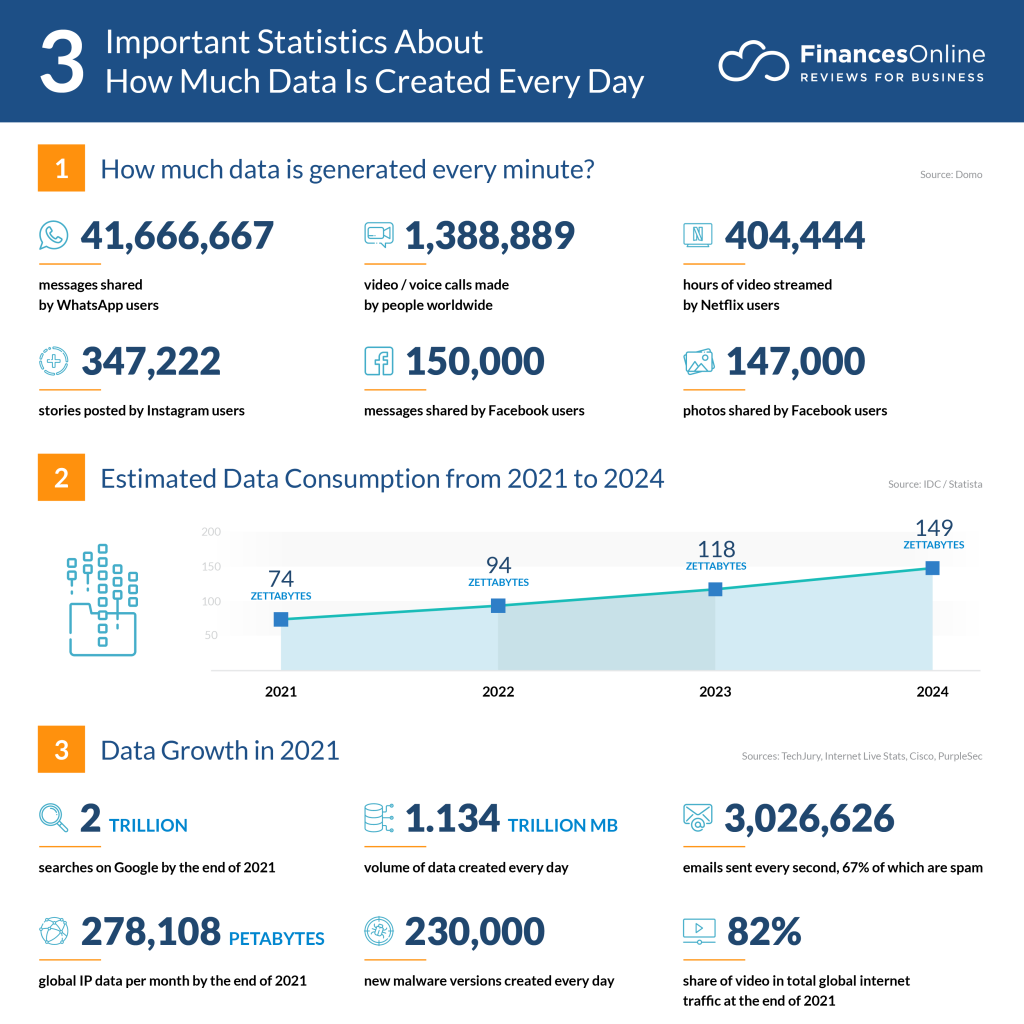 3
Important Statistics About
How Much Data Is Created Every Day
FinancesOnline
REVIEWS FOR BUSINESS
1
How much data is generated every minute?
Source: Domo
41,666,667
messages shared
by WhatsApp users
1,388,889
video / voice calls made
by people worldwide
N
404,444
hours of video streamed
by Netflix users
347,222
stories posted by Instagram users
f
150,000
messages shared by Facebook users
147,000
photos shared by Facebook users
2
Estimated Data Consumption from 2021 to 2024
Source: IDC / Statista
200
150
100
50
74
ZETTABYTES
94
ZETTABYTES
118
ZETTABYTES
149
ZETTABYTES
2021
2022
2023
2024
3
Data Growth in 2021
Sources: TechJury, Internet Live Stats, Cisco, PurpleSec
2 TRILLION
searches on Google by the end of 2021
1.134 TRILLION MB
volume of data created every day
@
3,026,626
emails sent every second, 67% of which are spam
278,108 PETABYTES
global IP data per month by the end of 2021
230,000
new malware versions created every day
82%
share of video in total global internet
traffic at the end of 2021